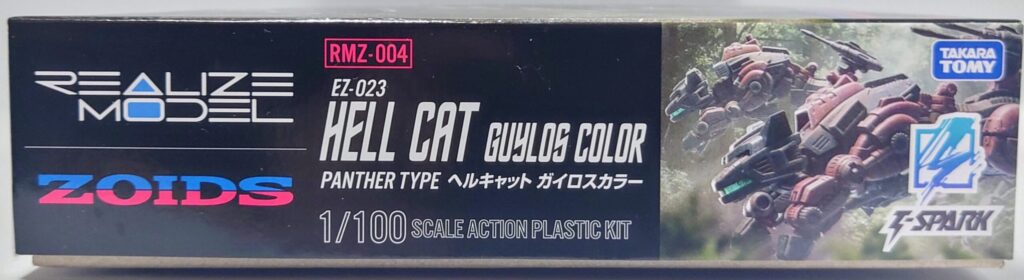 REALIZE
MODEL
ZOIDS
RMZ-004
EZ-023
HELL CAT GUYLOS COLOR
PANTHER TYPE ヘルキャット ガイロスカラー
1/100 SCALE ACTION PLASTIC KIT
TAKARA
TOMY
T-SPARK